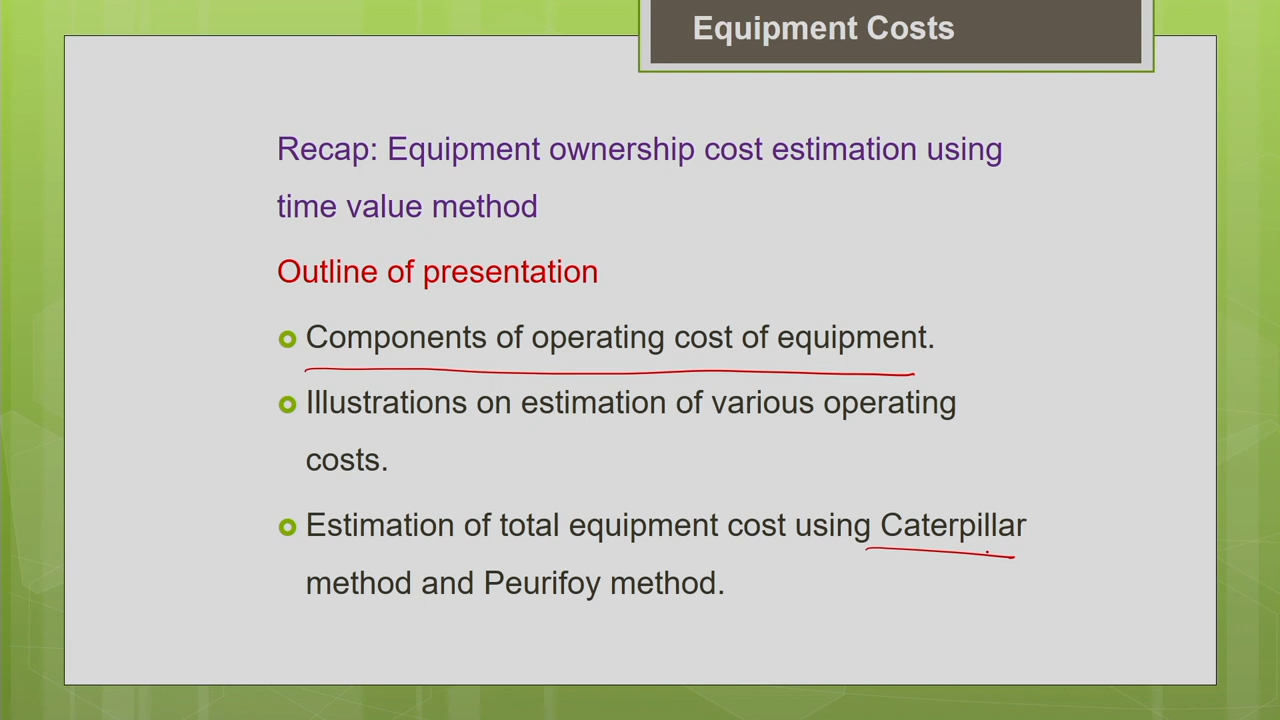 Equipment Costs
Recap: Equipment ownership cost estimation using
time value method
Outline of presentation
Components of operating cost of equipment.
Illustrations on estimation of various operating
costs.
Estimation of total equipment cost using Caterpillar
method and Peurifoy method.